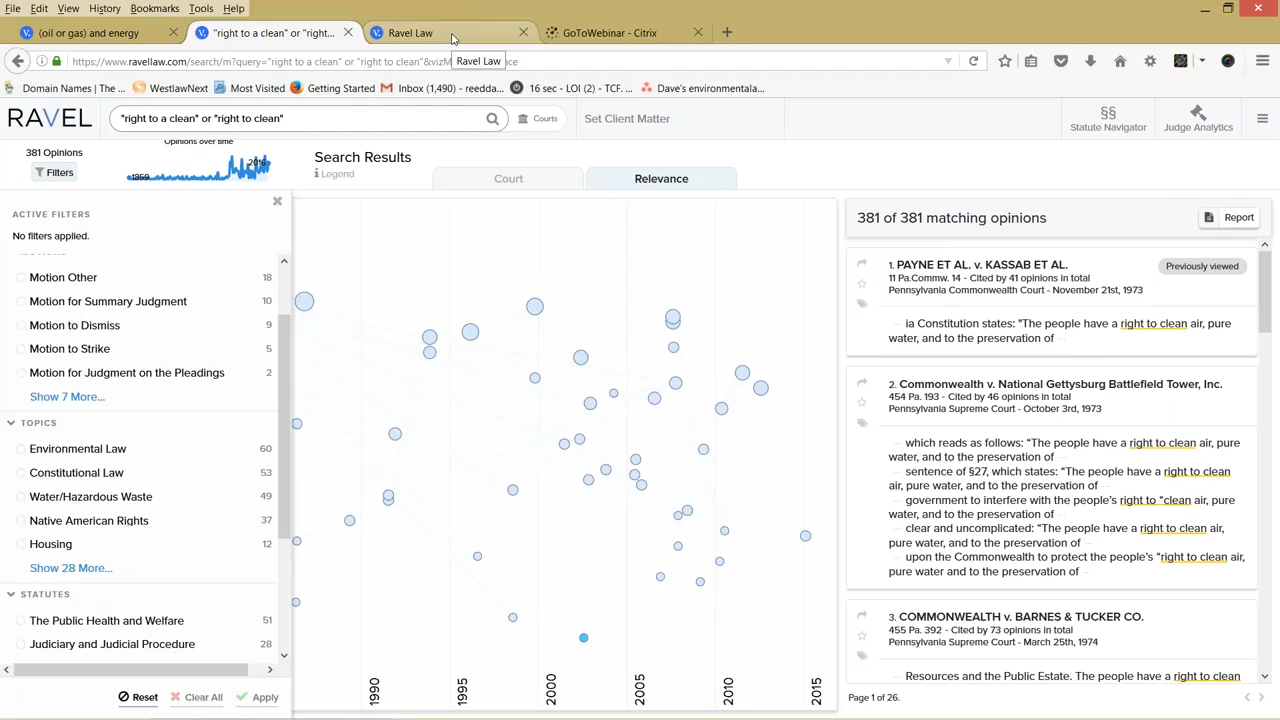 File Edit View History Bookmarks Tools Help
(oil or gas) and energy
"right to a clean" or "right...
Ravel Law
GoToWebinar - Citrix
https://www.ravellaw.com/search/m?query="right to a clean" or "right to clean"&vizM
Ravel Law
Domain Names | The ... WestlawNext Most Visited Getting Started Inbox (1,490) - reedda... 16 sec - LOI (2) - TCF. ... Dave's environmentala...
RAVEL
"right to a clean" or "right to clean"
Courts
Set Client Matter
§§
Statute Navigator
Judge Analytics
381 Opinions
Filters
Opinions over time
1859
2016
Search Results
Legend
Court
Relevance
ACTIVE FILTERS
No filters applied.
Motion Other 18
Motion for Summary Judgment 10
Motion to Dismiss 9
Motion to Strike 5
Motion for Judgment on the Pleadings 2
Show 7 More...
TOPICS
Environmental Law 60
Constitutional Law 53
Water/Hazardous Waste 49
Native American Rights 37
Housing 12
Show 28 More...
STATUTES
The Public Health and Welfare 51
Judiciary and Judicial Procedure 28
Reset Clear All Apply
1990 1995 2000 2005 2010 2015
381 of 381 matching opinions
Report
1. PAYNE ET AL. v. KASSAB ET AL.
Previously viewed
11 Pa.Commw. 14 - Cited by 41 opinions in total
Pennsylvania Commonwealth Court - November 21st, 1973
ia Constitution states: "The people have a right to clean air, pure
water, and to the preservation of ...
2. Commonwealth v. National Gettysburg Battlefield Tower, Inc.
454 Pa. 193 - Cited by 46 opinions in total
Pennsylvania Supreme Court - October 3rd, 1973
which reads as follows: "The people have a right to clean air, pure
water, and to the preservation of ...
sentence of §27, which states: "The people have a right to clean
air, pure water, and to the preservation of ...
government to interfere with the people's right to "clean air, pure
water, and to the preservation of ...
clear and uncomplicated: "The people have a right to clean air,
pure water, and to the preservation of ...
upon the Commonwealth to protect the people's "right to clean air,
pure water and to the preservation of ...
3. COMMONWEALTH v. BARNES & TUCKER CO.
455 Pa. 392 - Cited by 73 opinions in total
Pennsylvania Supreme Court - March 25th, 1974
Resources and the Public Estate. The people have a right to clean
Page 1 of 26.